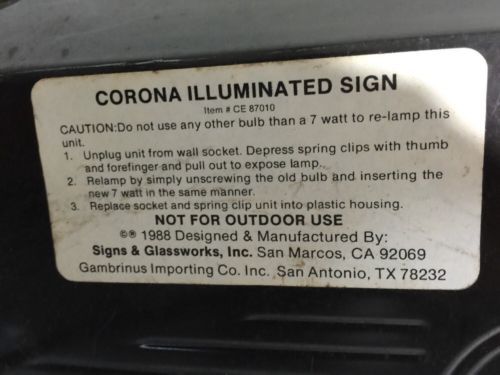 CORONA ILLUMINATED SIGN
Item # CE 87010
CAUTION:Do not use any other bulb than a 7 watt to re-lamp this
unit.
1. Unplug unit from wall socket. Depress spring clips with thumb
and forefinger and pull out to expose lamp.
2. Relamp by simply unscrewing the old bulb and inserting the
new 7 watt in the same manner.
3. Replace socket and spring clip unit into plastic housing.
NOT FOR OUTDOOR USE
©® 1988 Designed & Manufactured By:
Signs & Glassworks, Inc. San Marcos, CA 92069
Gambrinus Importing Co. Inc. San Antonio, TX 78232